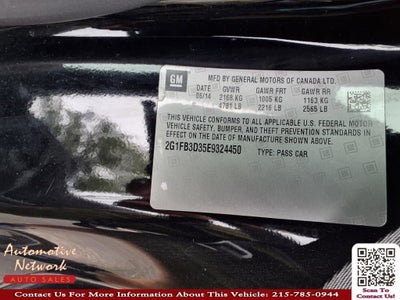 GM
MFD BY GENERAL MOTORS OF CANADA LTD.
DATE GVWR GAWR FRT GAWR RR
06/14 2168 KG 1005 KG 1163 KG
4781 LB 2216 LB 2565 LB
THIS VEHICLE CONFORMS TO ALL APPLICABLE U.S. FEDERAL MOTOR
VEHICLE SAFETY, BUMPER, AND THEFT PREVENTION STANDARDS IN
EFFECT ON THE DATE OF MANUFACTURE SHOWN ABOVE.
2G1FB3D35E9324450
TYPE: PASS CAR
Automotive
Network
AUTO SALES
Contact Us For More Information About This Vehicle: 215-785-0944
Scan To
Contact Us!